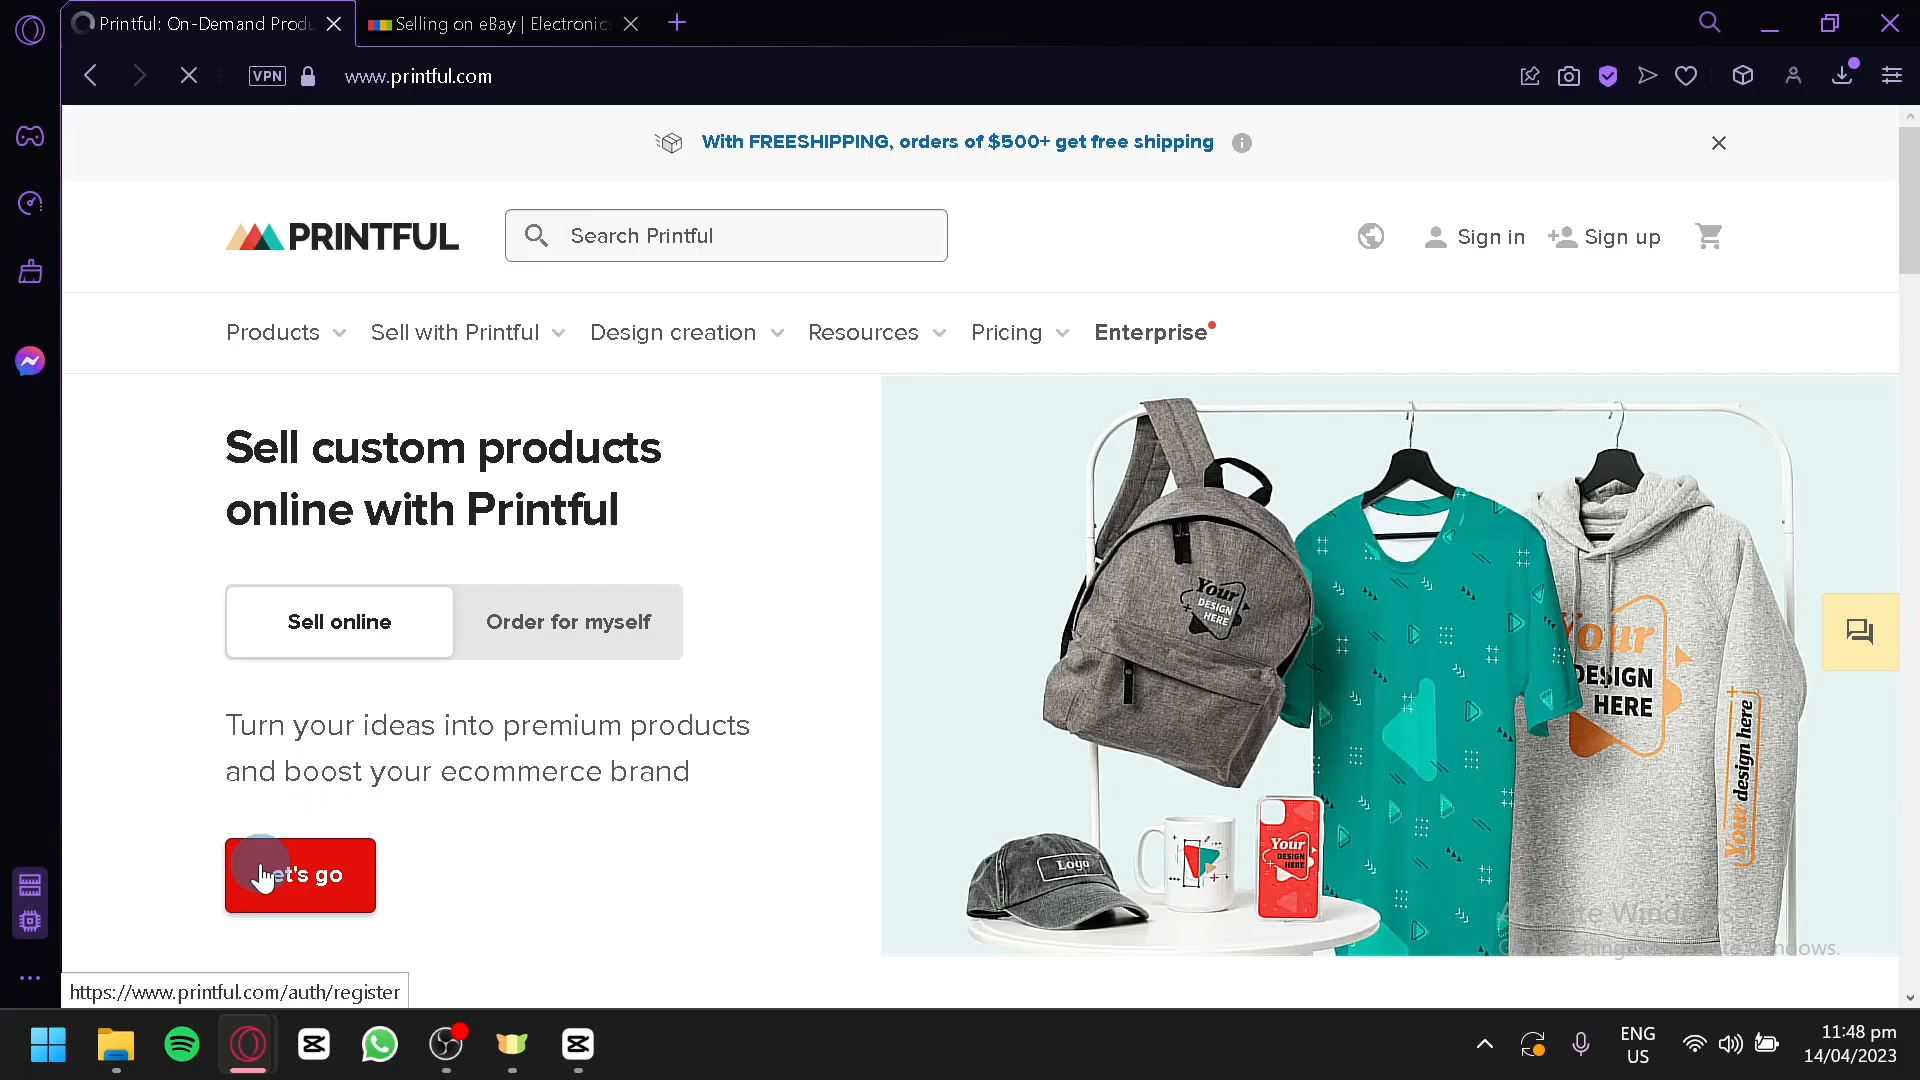 Printful: On-Demand Produ
Selling on eBay | Electronics
VPN
www.printful.com
With FREESHIPPING, orders of $500+ get free shipping
PRINTFUL
Search Printful
Sign in
Sign up
Products
Sell with Printful
Design creation
Resources
Pricing
Enterprise
Sell custom products
online with Printful
Sell online
Order for myself
Turn your ideas into premium products
and boost your ecommerce brand
Let's go
Your
DESIGN
HERE
Your
DESIGN
HERE
Your design here
Logo
Your
DESIGN
HERE
https://www.printful.com/auth/register
ENG
US
11:48 pm
14/04/2023